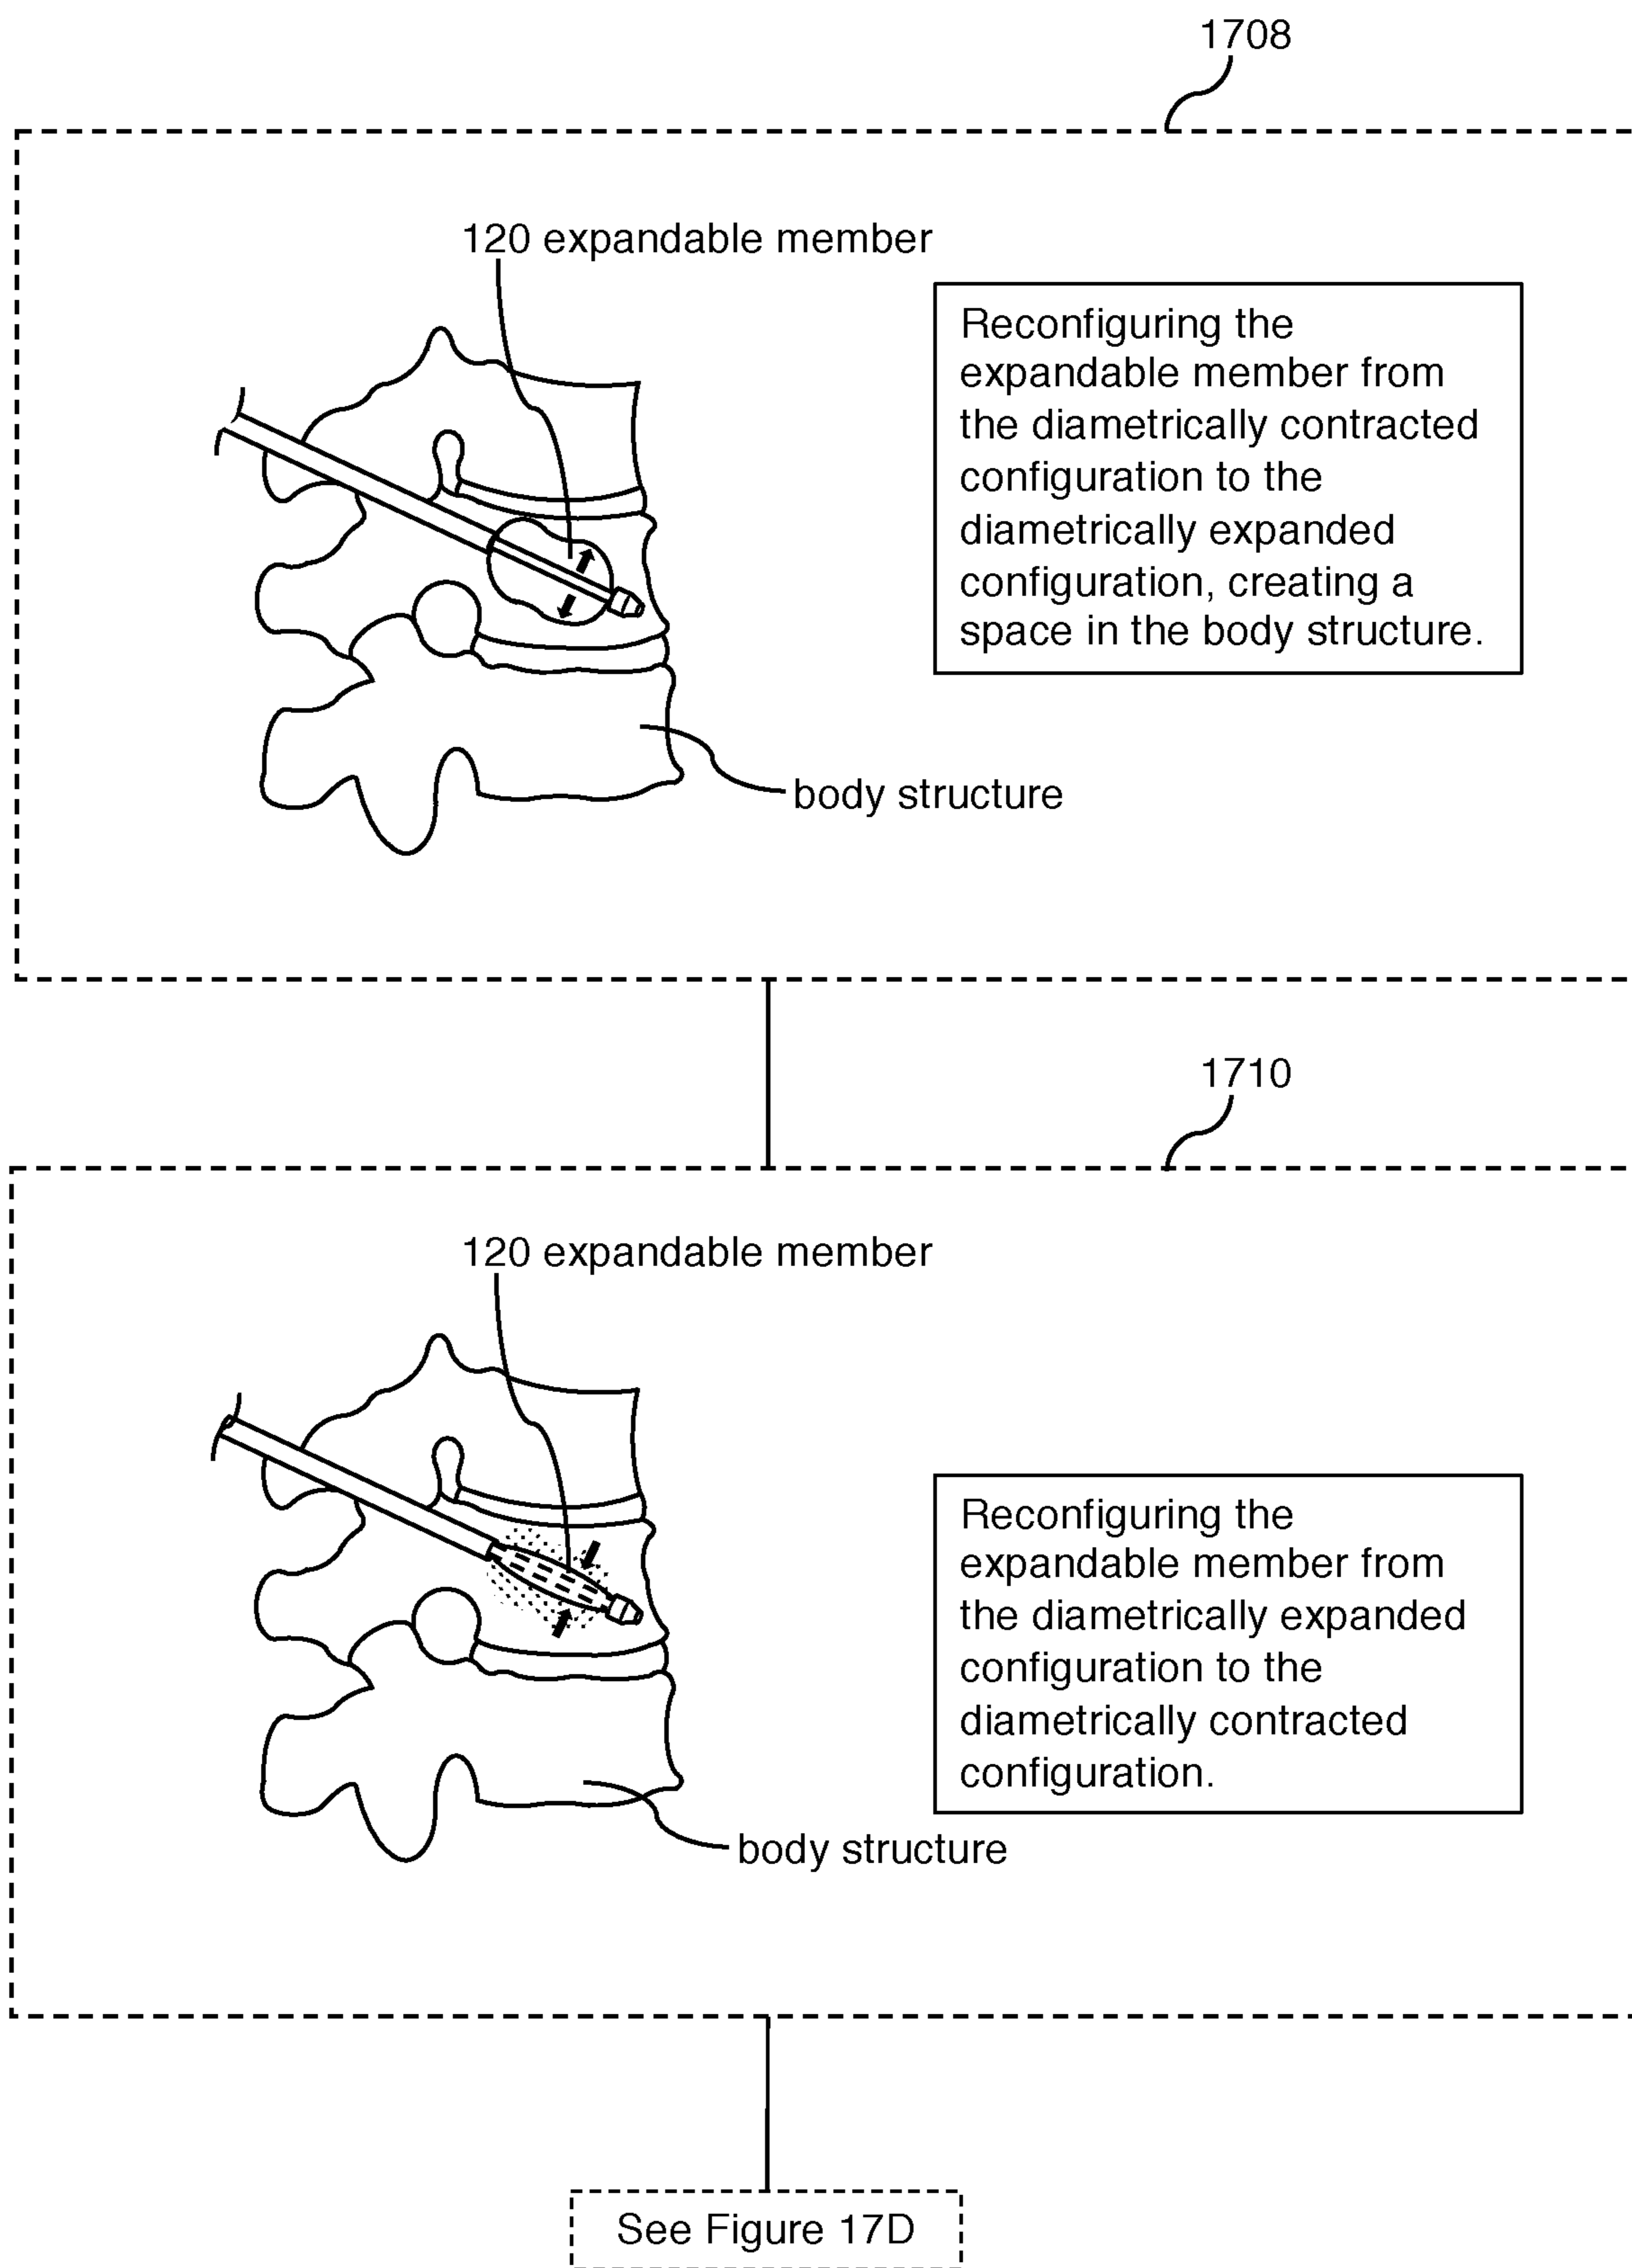 1708
120 expandable member
Reconfiguring the
expandable member from
the diametrically contracted
configuration to the
diametrically expanded
configuration, creating a
space in the body structure.
body structure
1710
120 expandable member
Reconfiguring the
expandable member from
the diametrically expanded
configuration to the
diametrically contracted
configuration.
body structure
See Figure 17D